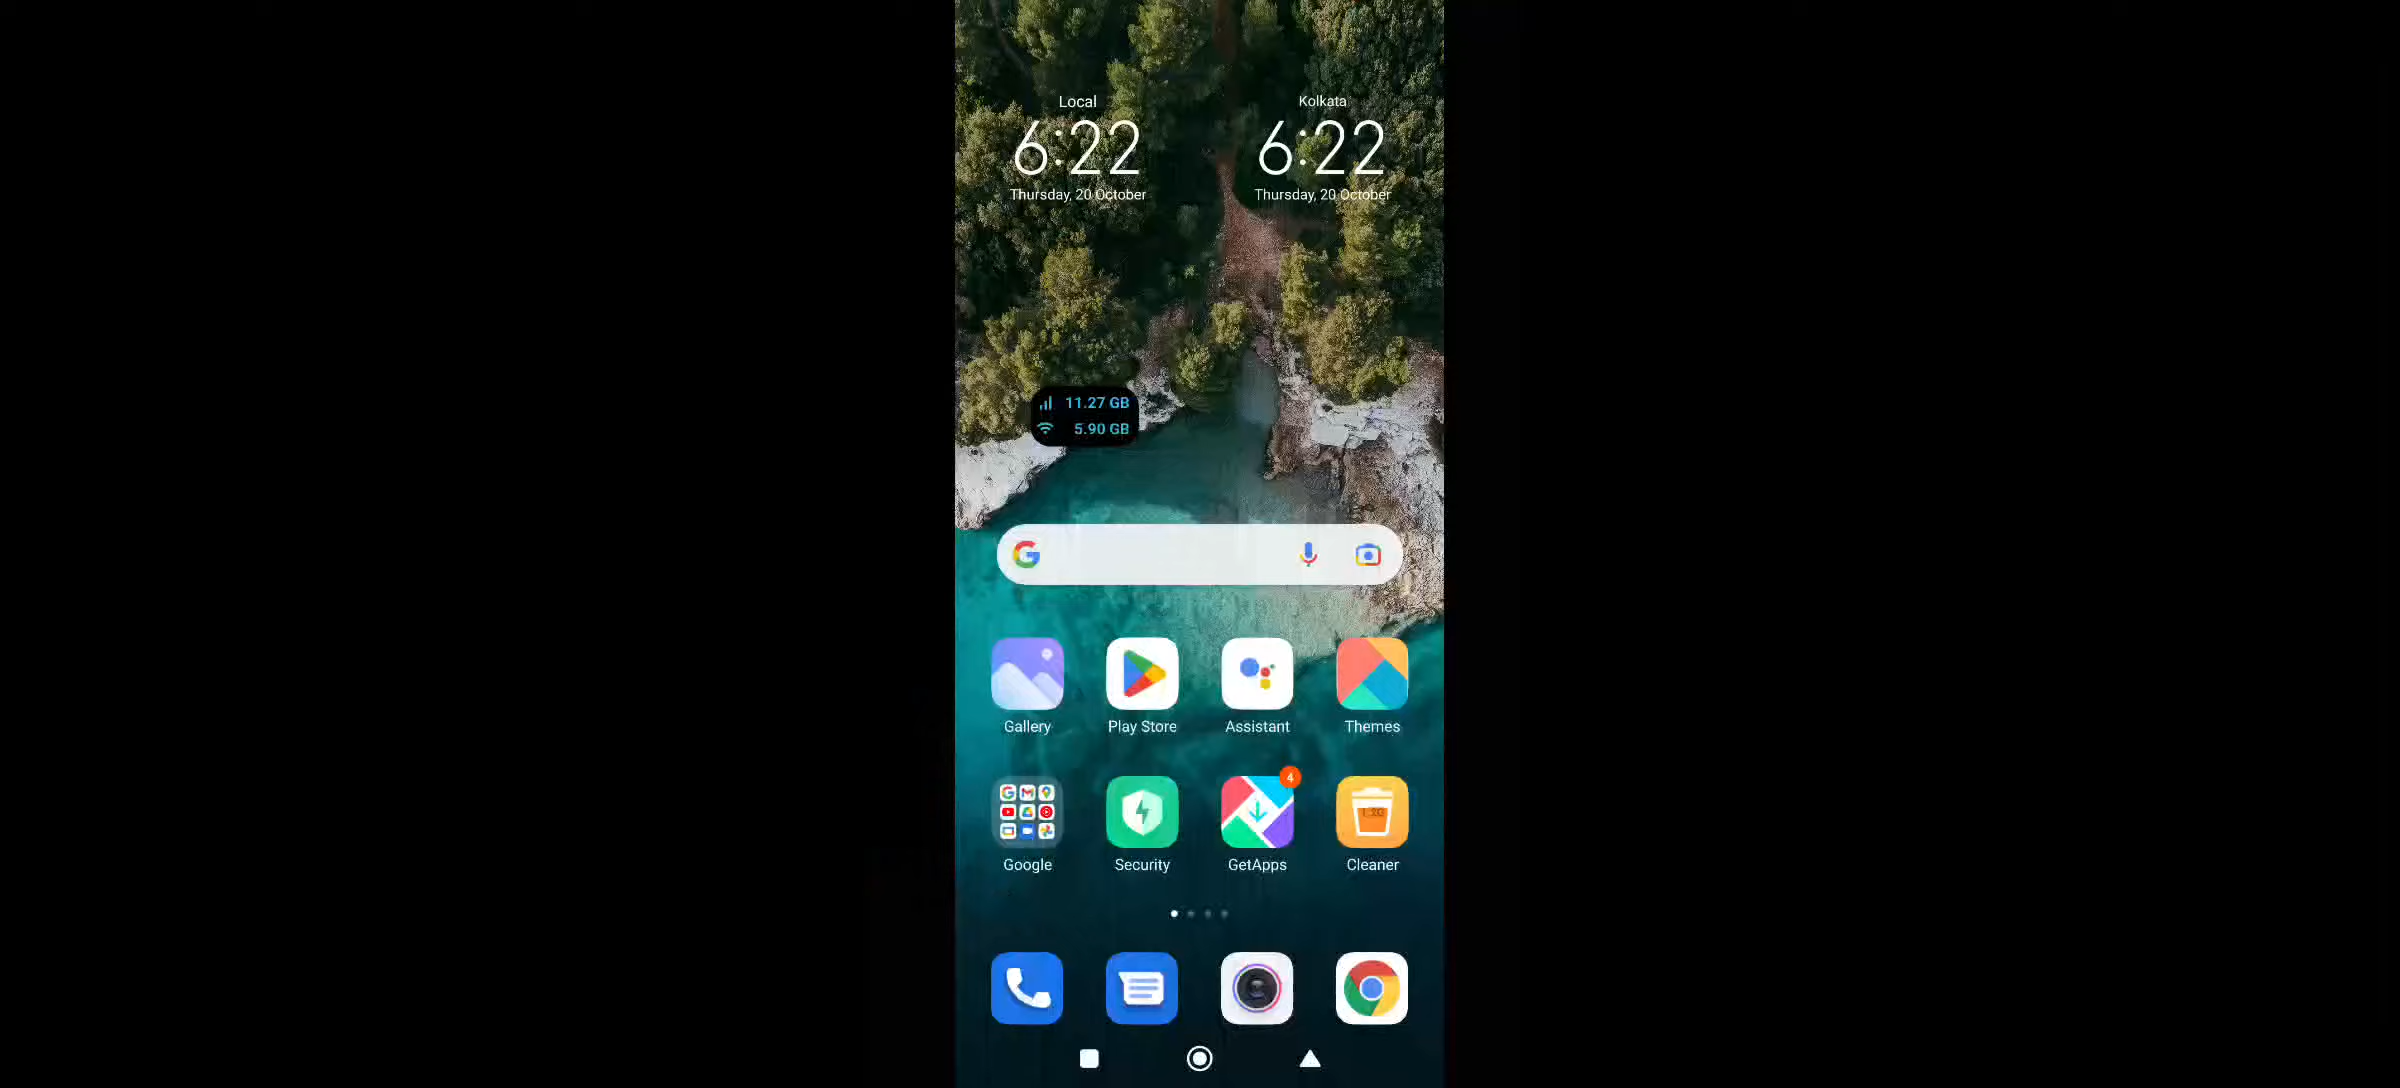 Local
Kolkata
6:22
6:22
Thursday, 20 October
Thursday, 20 October
11.27 GB
5.90 GB
Gallery
Play Store
Assistant
Themes
4
Google
Security
GetApps
Cleaner